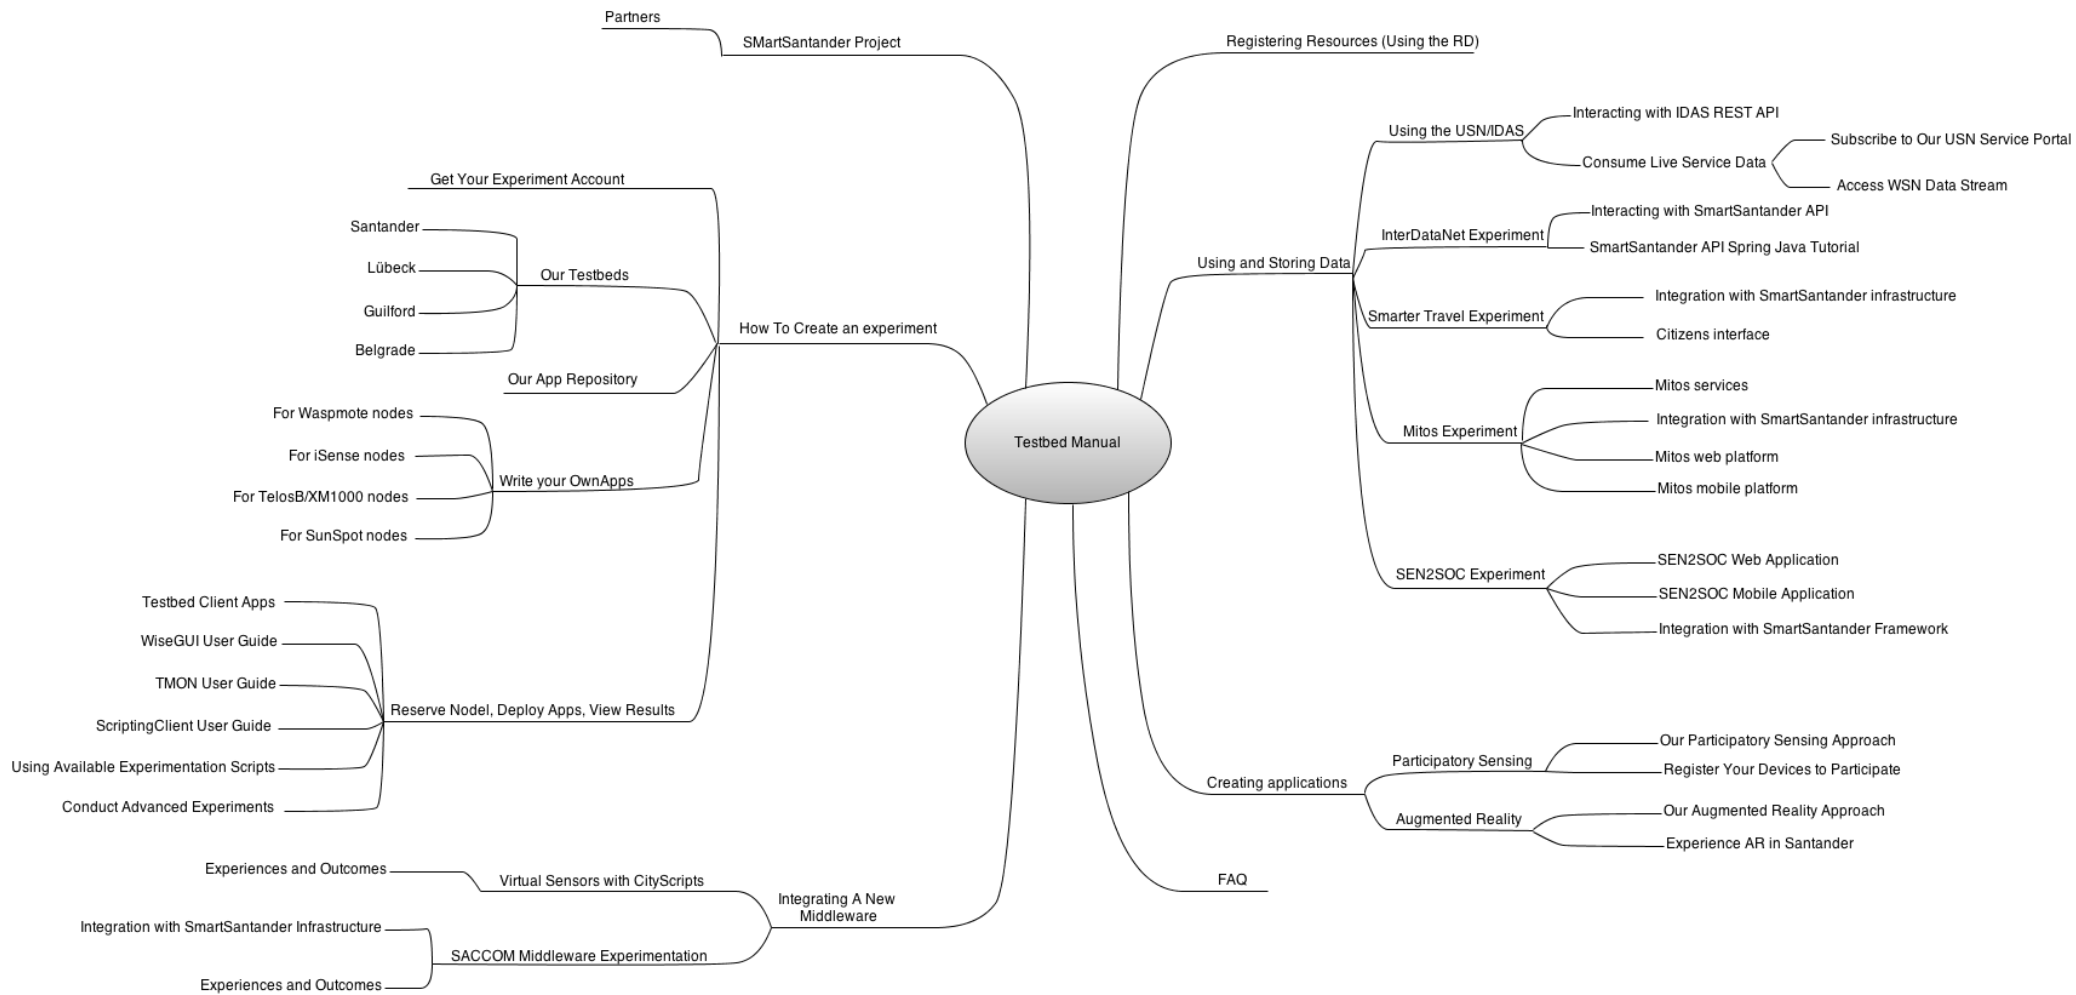 Partners
SMartSantander Project
Get Your Experiment Account
Santander
Lübeck
Our Testbeds
Guilford
Belgrade
How To Create an experiment
Our App Repository
For Waspmote nodes
For iSense nodes
Write your OwnApps
For TelosB/XM1000 nodes
For SunSpot nodes
Testbed Client Apps
WiseGUI User Guide
TMON User Guide
Reserve Nodel, Deploy Apps, View Results
ScriptingClient User Guide
Using Available Experimentation Scripts
Conduct Advanced Experiments
Experiences and Outcomes
Virtual Sensors with CityScripts
Integrating A New
Middleware
Integration with SmartSantander Infrastructure
SACCOM Middleware Experimentation
Experiences and Outcomes
Testbed Manual
Registering Resources (Using the RD)
Using and Storing Data
Using the USN/IDAS
Interacting with IDAS REST API
Consume Live Service Data
Subscribe to Our USN Service Portal
Access WSN Data Stream
InterDataNet Experiment
Interacting with SmartSantander API
SmartSantander API Spring Java Tutorial
Smarter Travel Experiment
Integration with SmartSantander infrastructure
Citizens interface
Mitos Experiment
Mitos services
Integration with SmartSantander infrastructure
Mitos web platform
Mitos mobile platform
SEN2SOC Experiment
SEN2SOC Web Application
SEN2SOC Mobile Application
Integration with SmartSantander Framework
Creating applications
Participatory Sensing
Our Participatory Sensing Approach
Register Your Devices to Participate
Augmented Reality
Our Augmented Reality Approach
Experience AR in Santander
FAQ